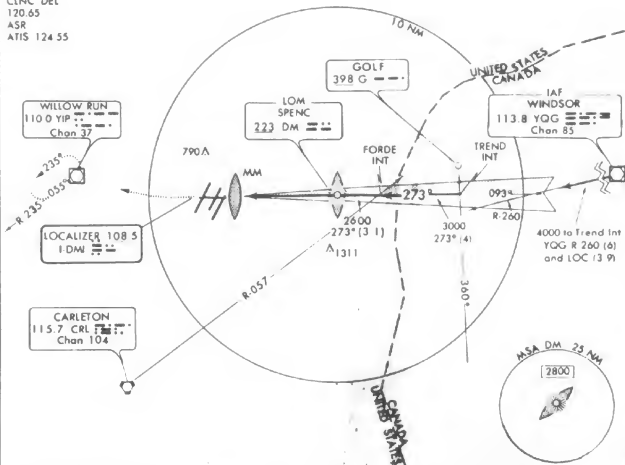 CLNC DEL
120.65
ASR
ATIS 124.55
10 NM
UNITED STATES
CANADA
GOLF
398 G
IAF
WINDSOR
113.8 YQG
Chan 85
WILLOW RUN
110.0 YIP
Chan 37
LOM
SPENC
223 DM
FORDE
INT
TREND
INT
790
MM
235°
055°
R-235
273°
093°
R-260
2600
273° (3.1)
3000
273° (4)
1311
LOCALIZER 108.5
I-DMI
4000 to Trend Int
YQG R 260 (6)
and LOC (3.9)
R-057
360°
CARLETON
115.7 CRL
Chan 104
MSA DM 25 NM
2800
CANADA
UNITED STATES